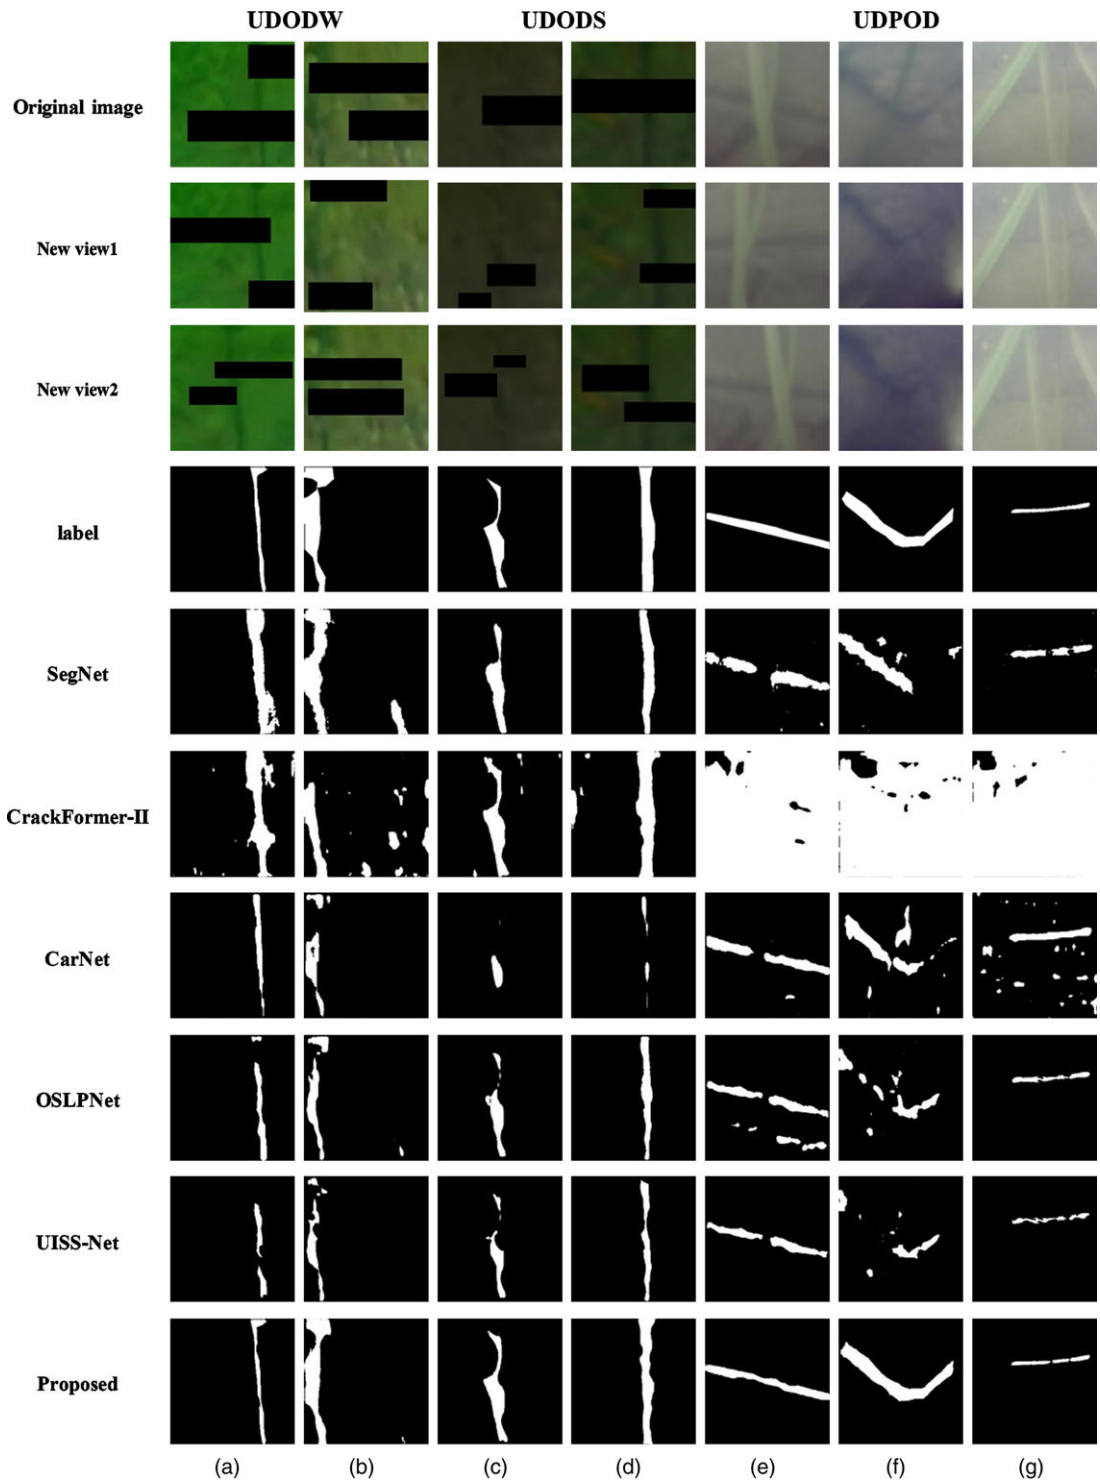 UDODW UDODS UDPOD
Original image
New view1
New view2
label
SegNet
CrackFormer-II
CarNet
OSLPNet
UISS-Net
Proposed
(a) (b) (c) (d) (e) (f) (g)